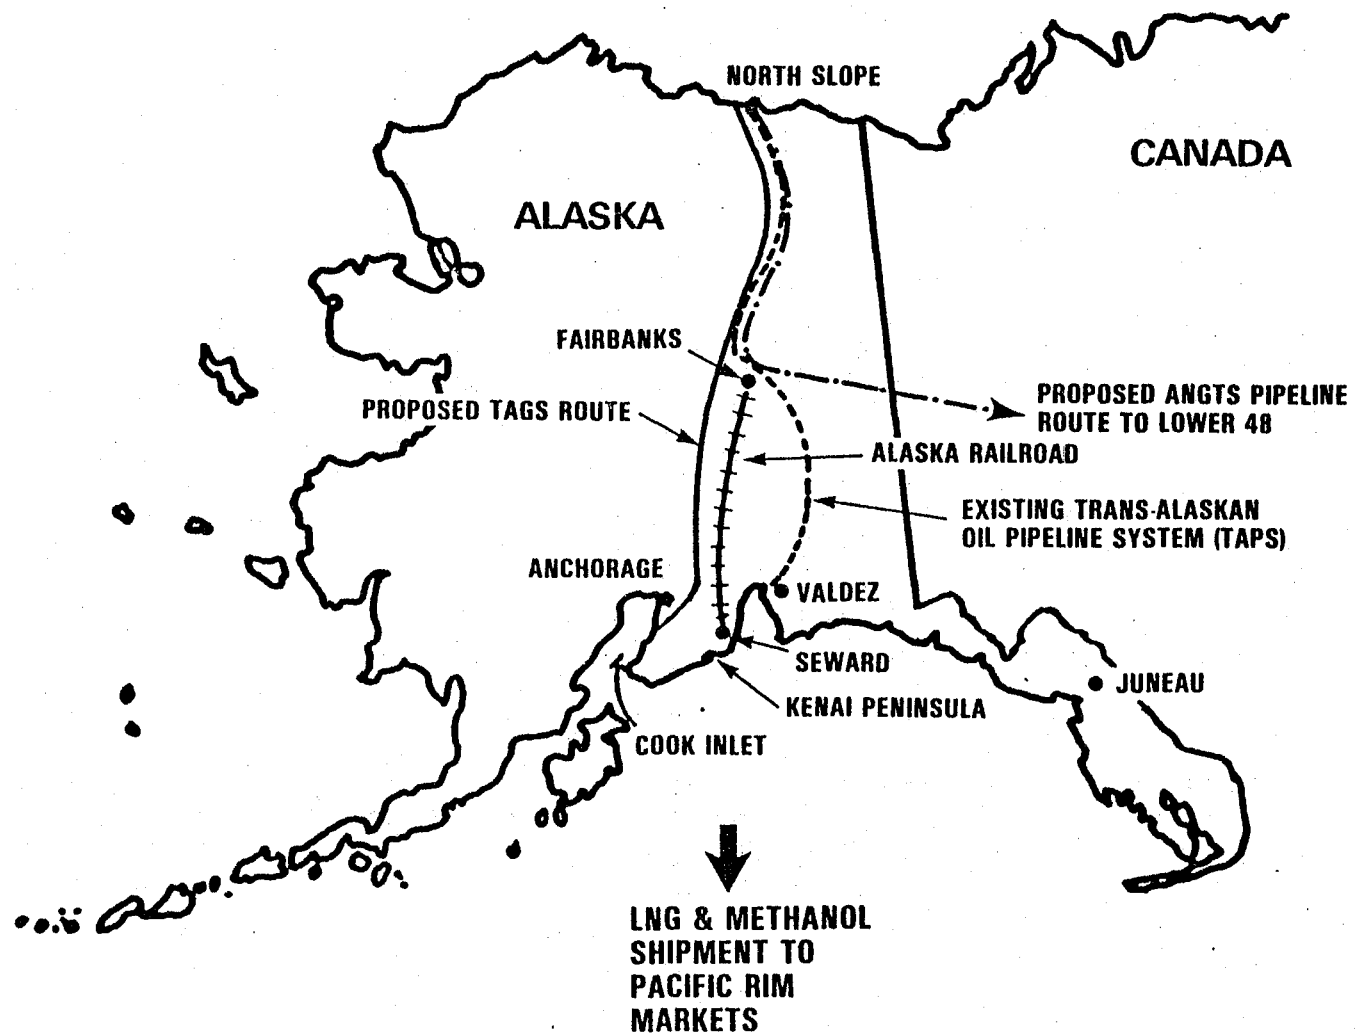 NORTH SLOPE
CANADA
ALASKA
FAIRBANKS
PROPOSED TAGS ROUTE
PROPOSED ANGTS PIPELINE
ROUTE TO LOWER 48
ALASKA RAILROAD
EXISTING TRANS-ALASKAN
OIL PIPELINE SYSTEM (TAPS)
ANCHORAGE
VALDEZ
SEWARD
JUNEAU
KENAI PENINSULA
COOK INLET
LNG & METHANOL
SHIPMENT TO
PACIFIC RIM
MARKETS